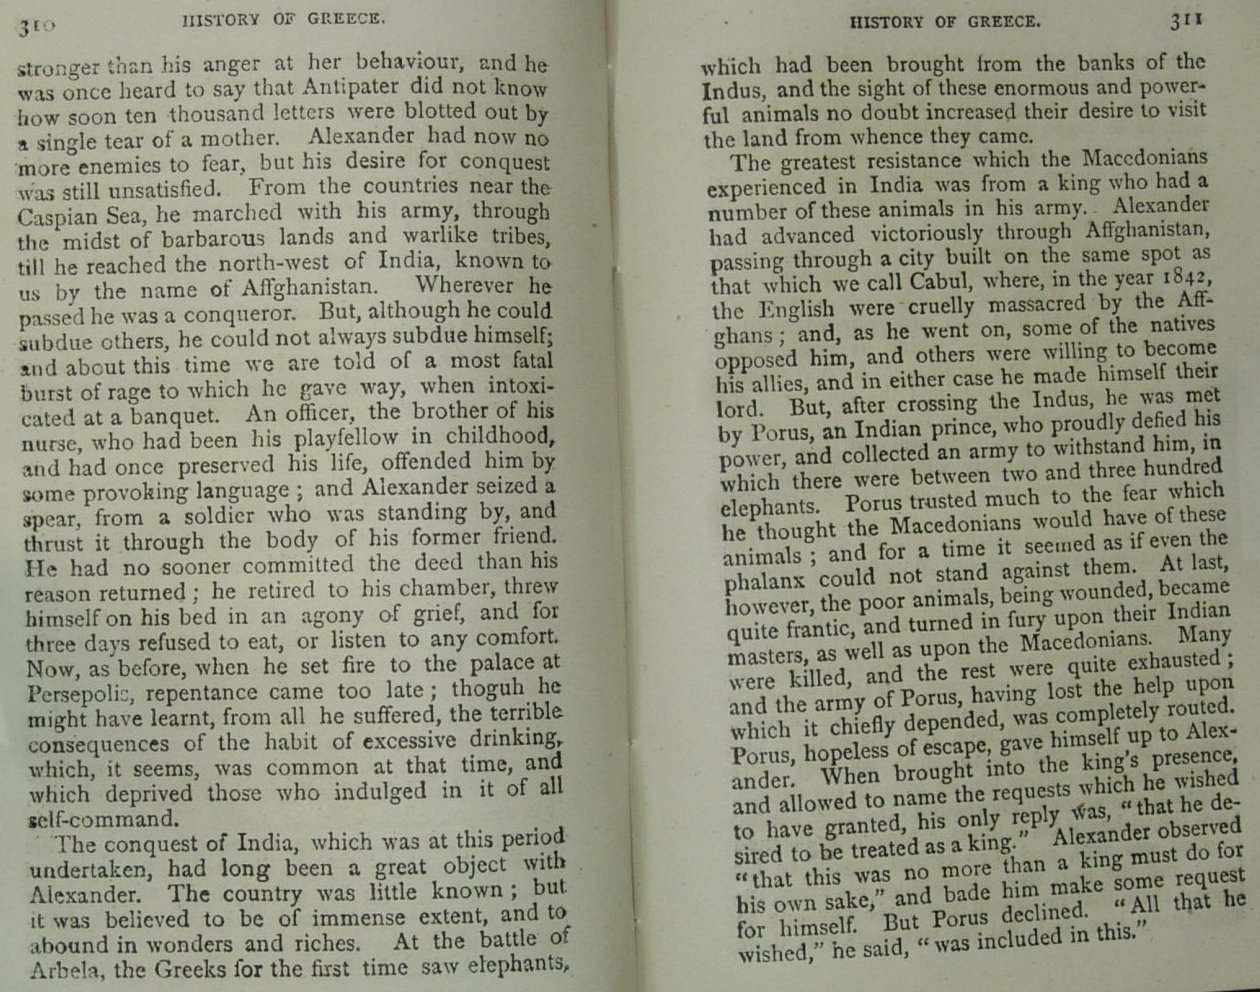 310
HISTORY OF GREECE.
stronger than his anger at her behaviour, and he
was once heard to say that Antipater did not know
how soon ten thousand letters were blotted out by
a single tear of a mother. Alexander had now no
more enemies to fear, but his desire for conquest
was still unsatisfied. From the countries near the
Caspian Sea, he marched with his army, through
the midst of barbarous lands and warlike tribes,
till he reached the north-west of India, known to
us by the name of Affghanistan. Wherever he
passed he was a conqueror. But, although he could
subdue others, he could not always subdue himself;
and about this time we are told of a most fatal
burst of rage to which he gave way, when intoxi-
cated at a banquet. An officer, the brother of his
nurse, who had been his playfellow in childhood,
and had once preserved his life, offended him by
some provoking language; and Alexander seized a
spear, from a soldier who was standing by, and
thrust it through the body of his former friend.
He had no sooner committed the deed than his
reason returned; he retired to his chamber, threw
himself on his bed in an agony of grief, and for
three days refused to eat, or listen to any comfort.
Now, as before, when he set fire to the palace at
Persepolis, repentance came too late; thoguh he
might have learnt, from all he suffered, the terrible
consequences of the habit of excessive drinking,
which, it seems, was common at that time, and
which deprived those who indulged in it of all
self-command.
The conquest of India, which was at this period
undertaken, had long been a great object with
Alexander. The country was little known; but
it was believed to be of immense extent, and to
abound in wonders and riches. At the battle of
Arbela, the Greeks for the first time saw elephants,
HISTORY OF GREECE.
311
which had been brought from the banks of the
Indus, and the sight of these enormous and power-
ful animals no doubt increased their desire to visit
the land from whence they came.
The greatest resistance which the Macedonians
experienced in India was from a king who had a
number of these animals in his army. Alexander
had advanced victoriously through Affghanistan,
passing through a city built on the same spot as
that which we call Cabul, where, in the year 1842,
the English were cruelly massacred by the Aff-
ghans; and, as he went on, some of the natives
opposed him, and others were willing to become
his allies, and in either case he made himself their
lord. But, after crossing the Indus, he was met
by Porus, an Indian prince, who proudly defied his
power, and collected an army to withstand him, in
which there were between two and three hundred
elephants. Porus trusted much to the fear which
he thought the Macedonians would have of these
animals; and for a time it seemed as if even the
phalanx could not stand against them. At last,
however, the poor animals, being wounded, became
quite frantic, and turned in fury upon their Indian
masters, as well as upon the Macedonians. Many
were killed, and the rest were quite exhausted;
and the army of Porus, having lost the help upon
which it chiefly depended, was completely routed.
Porus, hopeless of escape, gave himself up to Alex-
ander. When brought into the king's presence,
and allowed to name the requests which he wished
to have granted, his only reply was, "that he de-
sired to be treated as a king." Alexander observed
"that this was no more than a king must do for
his own sake," and bade him make some request
for himself. But Porus declined. "All that he
wished," he said, "was included in this."